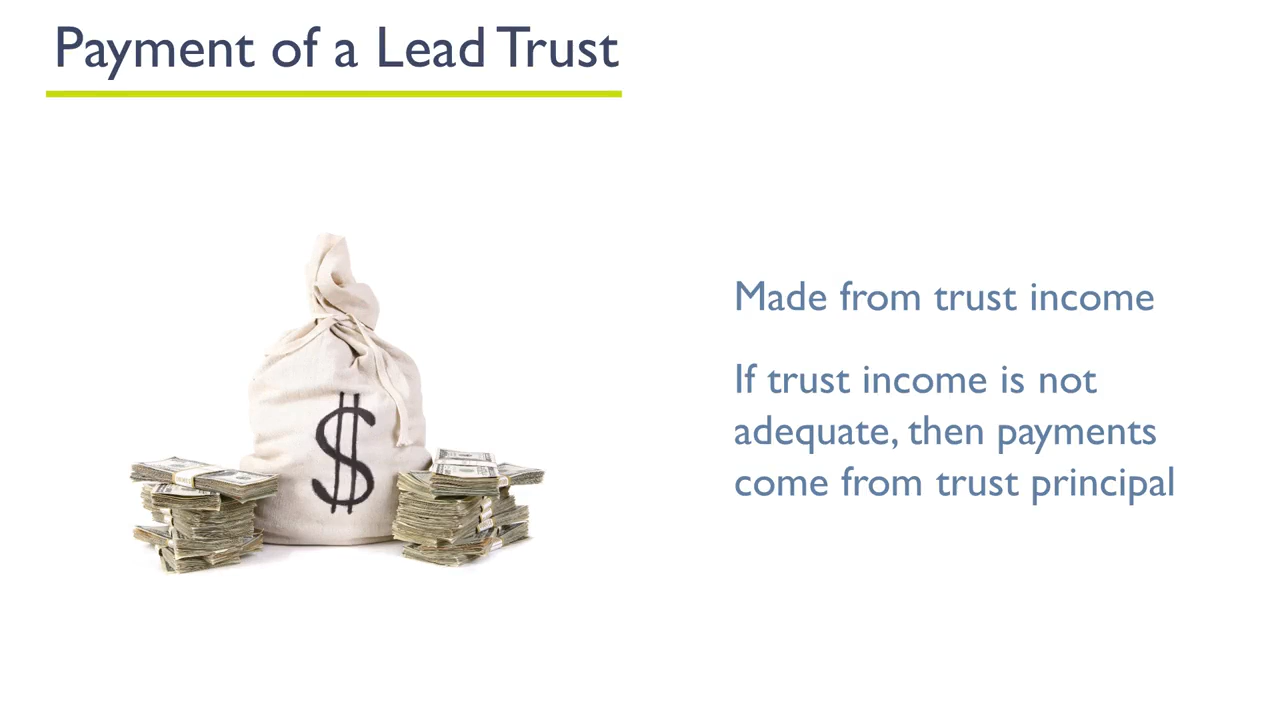 Payment of a Lead Trust
Made from trust income
If trust income is not
adequate, then payments
come from trust principal
$